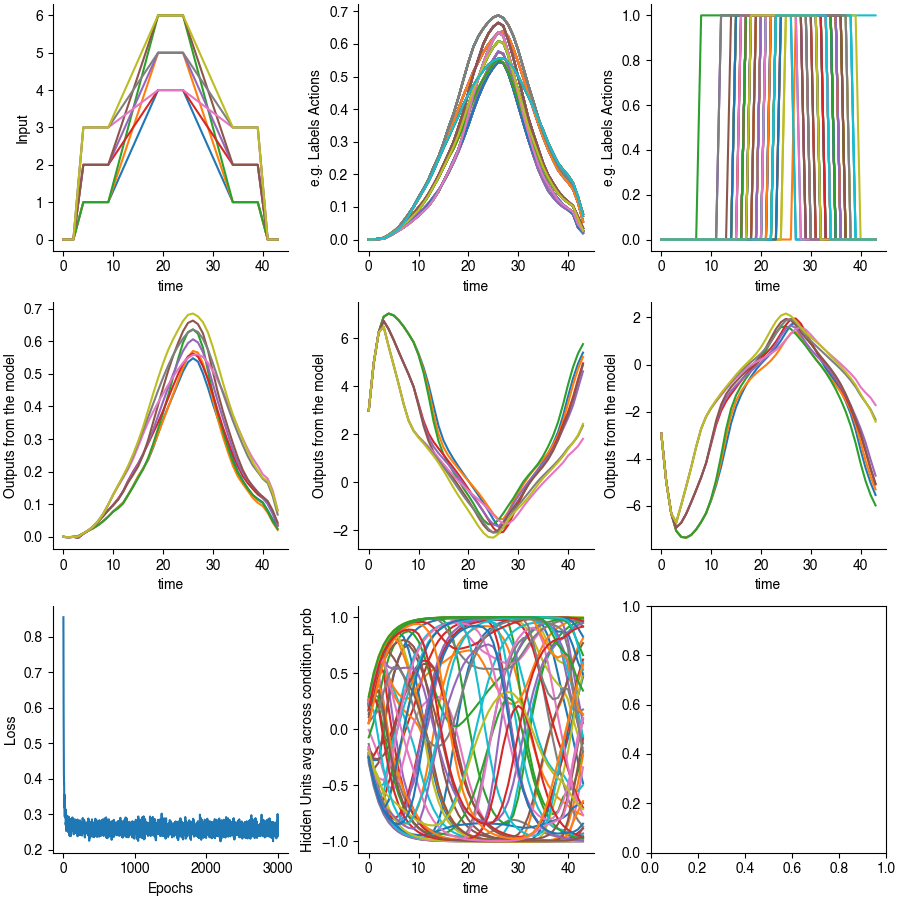 6
5
4
3
2
1
0
Input
0 10 20 30 40
time
0.7
0.6
0.5
0.4
0.3
0.2
0.1
0.0
e.g. Labels Actions
0 10 20 30 40
time
1.0
0.8
0.6
0.4
0.2
0.0
e.g. Labels Actions
0 10 20 30 40
time
0.7
0.6
0.5
0.4
0.3
0.2
0.1
0.0
Outputs from the model
0 10 20 30 40
time
6
4
2
0
−2
Outputs from the model
0 10 20 30 40
time
2
0
−2
−4
−6
Outputs from the model
0 10 20 30 40
time
0.8
0.7
0.6
0.5
0.4
0.3
0.2
Loss
0 1000 2000 3000
Epochs
1.0
0.5
0.0
−0.5
−1.0
Hidden Units avg across condition_prob
0 10 20 30 40
time
1.0
0.8
0.6
0.4
0.2
0.0
0.0 0.2 0.4 0.6 0.8 1.0